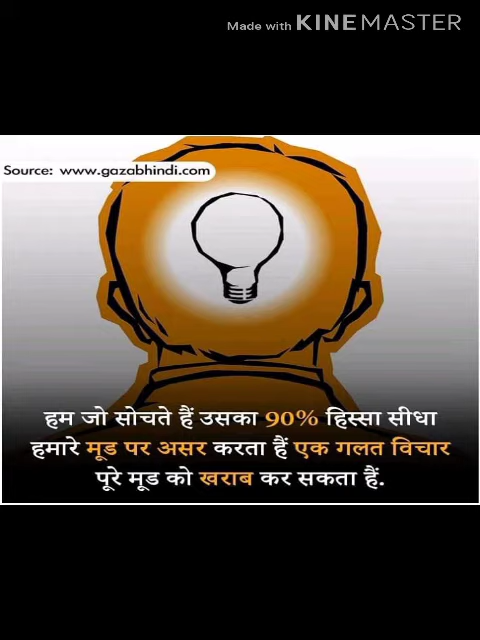 Made with KINEMASTER
Source: www.gazabhindi.com
हम जो सोचते हैं उसका 90% हिस्सा सीधा
हमारे मूड पर असर करता हैं एक गलत विचार
पूरे मूड को खराब कर सकता हैं.